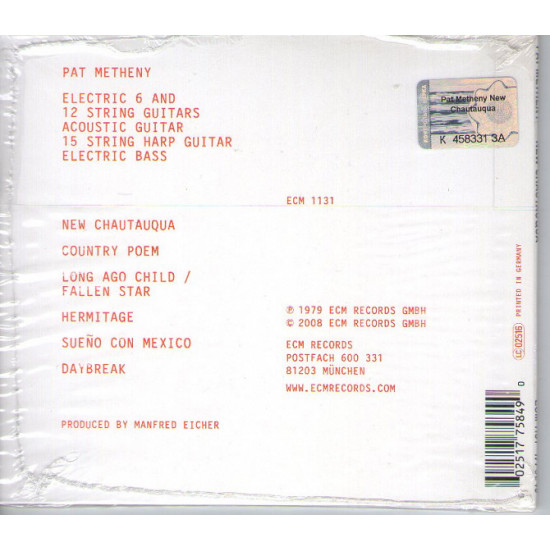 PAT METHENY
ELECTRIC 6 AND
12 STRING GUITARS
ACOUSTIC GUITAR
15 STRING HARP GUITAR
ELECTRIC BASS
Pat Metheny New
Chautauqua
K 458331 3A
ECM 1131
NEW CHAUTAUQUA
COUNTRY POEM
LONG AGO CHILD /
FALLEN STAR
HERMITAGE
SUEÑO CON MEXICO
DAYBREAK
℗ 1979 ECM RECORDS GMBH
© 2008 ECM RECORDS GMBH
ECM RECORDS
POSTFACH 600 331
81203 MÜNCHEN
WWW.ECMRECORDS.COM
PRODUCED BY MANFRED EICHER
LC 02516 PRINTED IN GERMANY
02517 75849 0